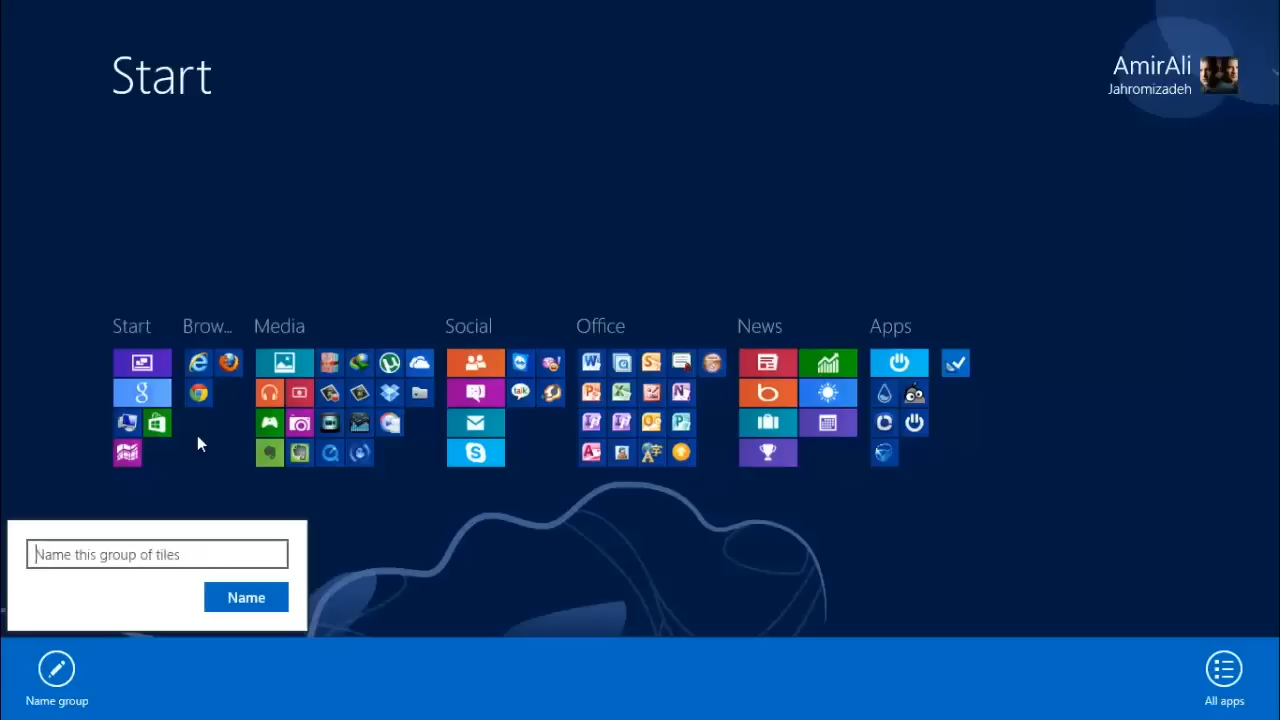 Start
AmirAli
Jahromizadeh
Start
Brow...
Media
Social
Office
News
Apps
talk
Name this group of tiles
Name
Name group
All apps